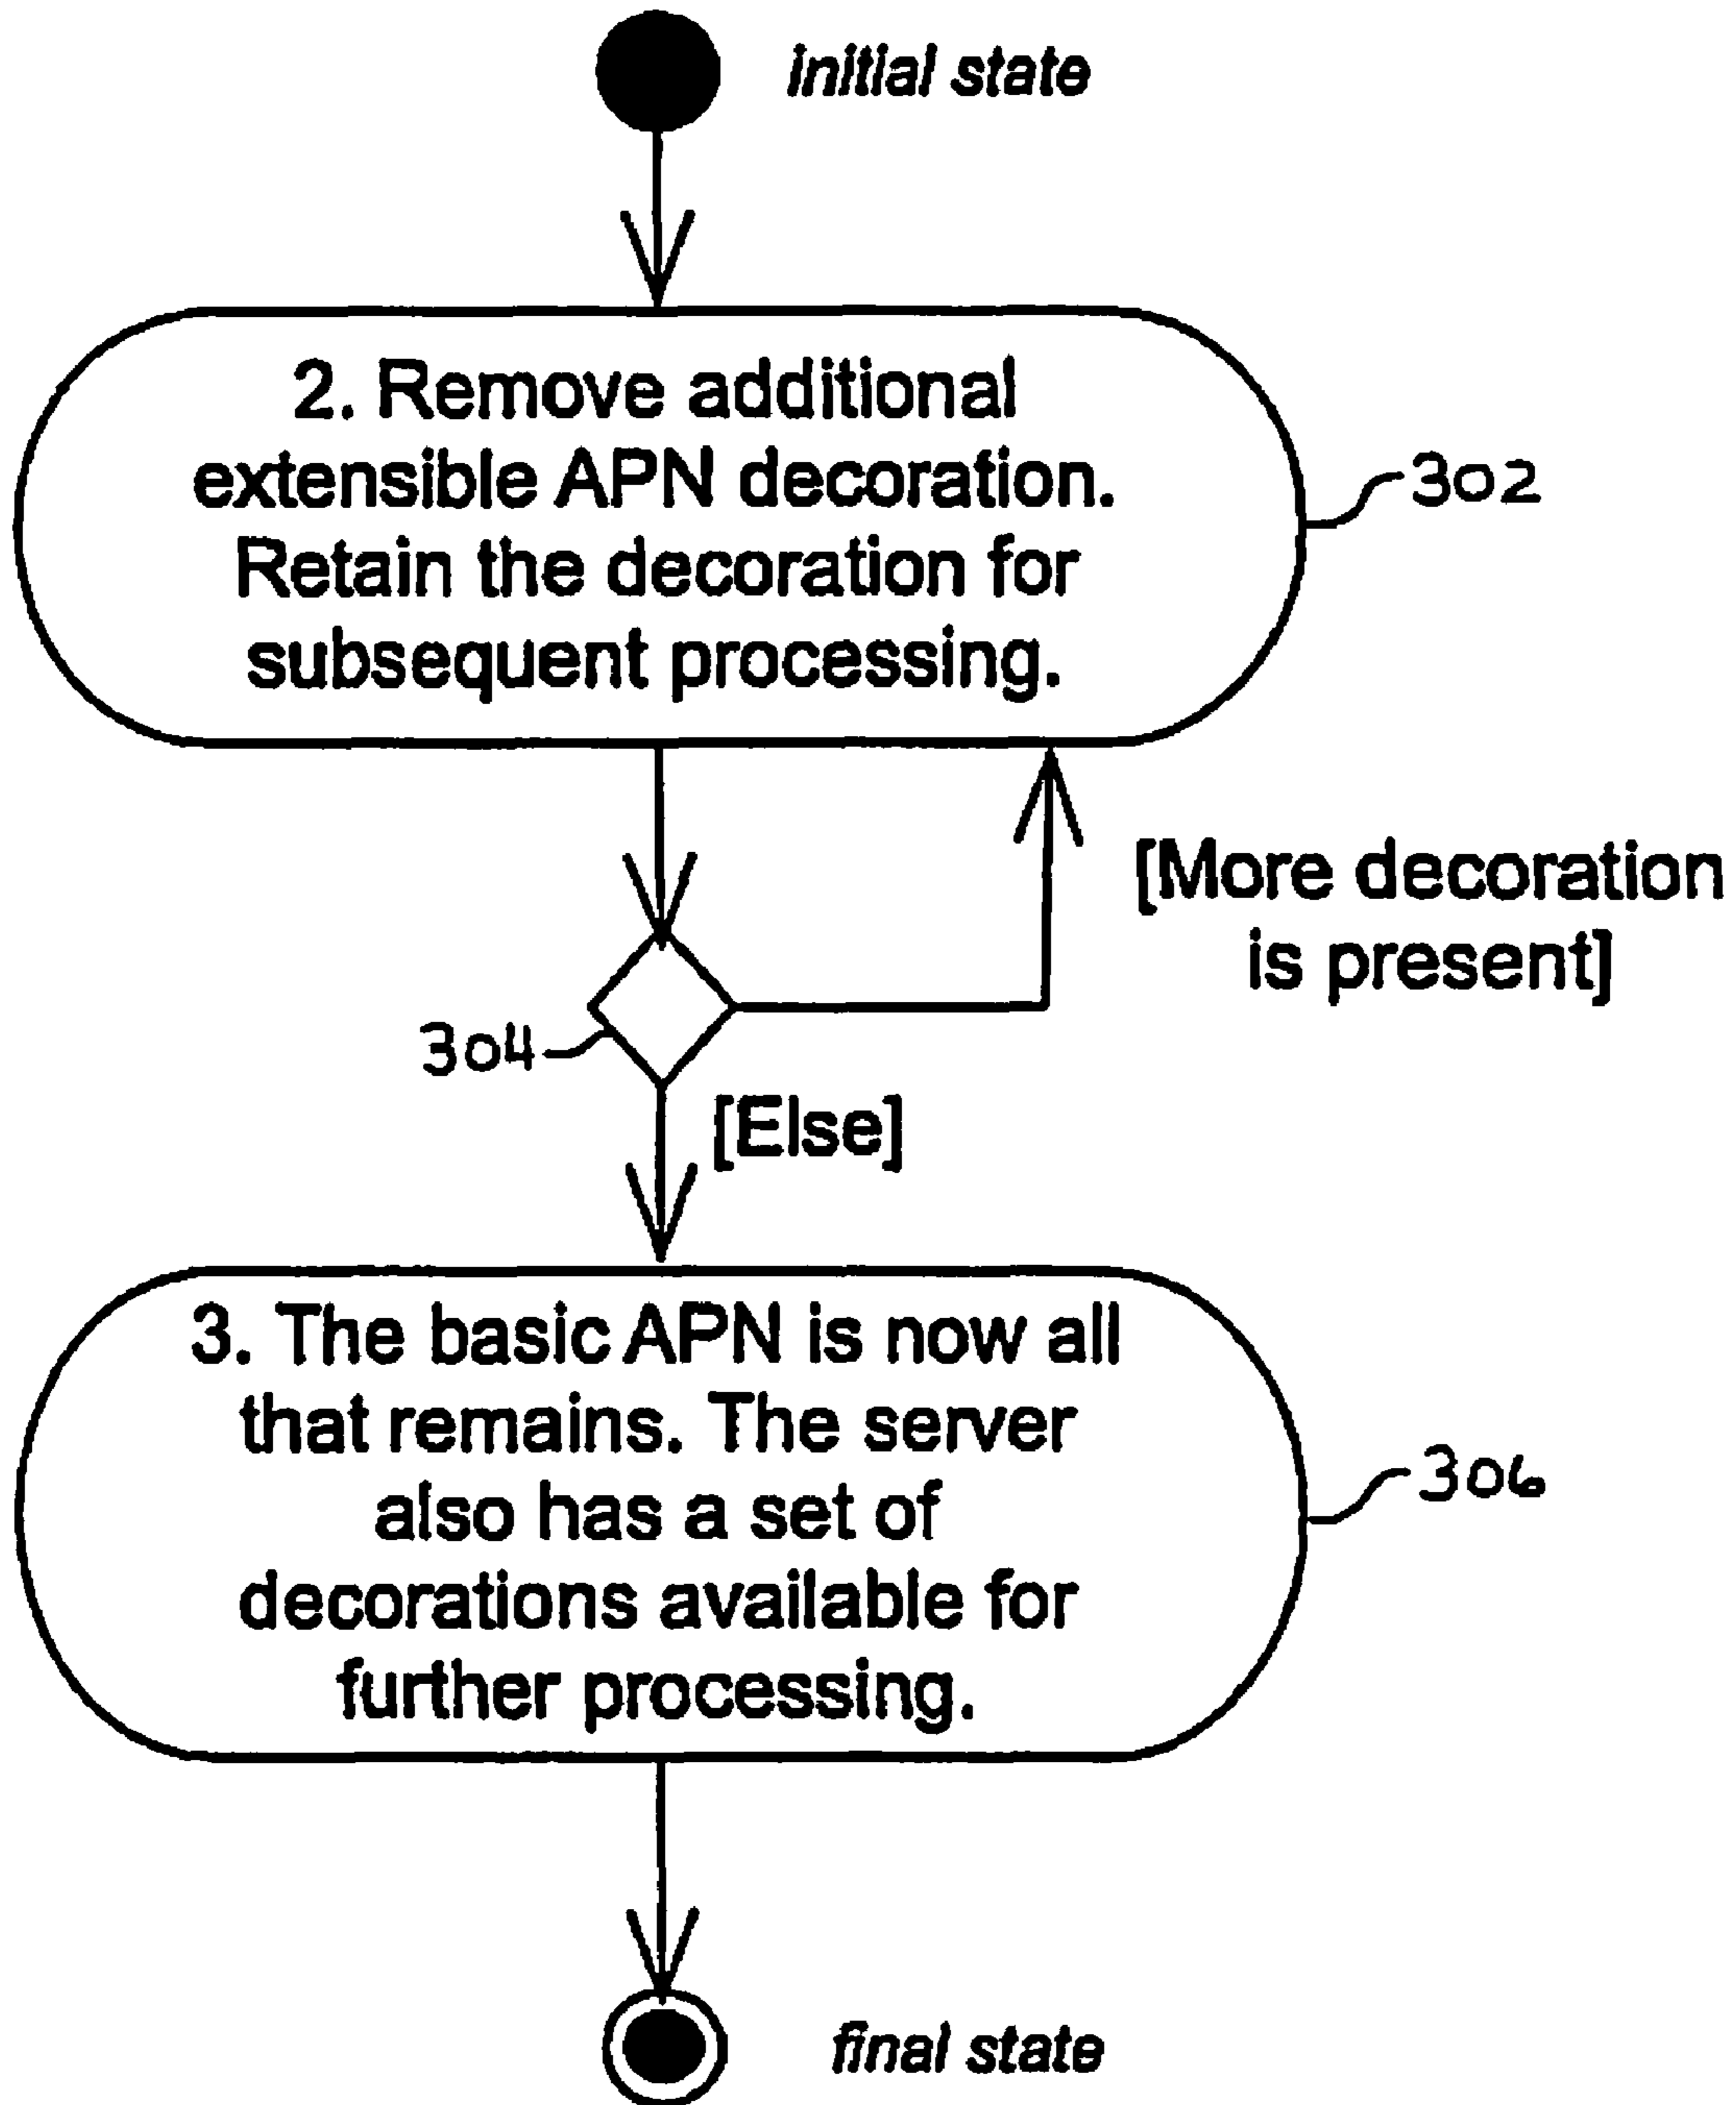 initial state
2. Remove additional
extensible APN decoration.
Retain the decoration for
subsequent processing.
302
[More decoration
is present]
304
[Else]
3. The basic APN is now all
that remains. The server
also has a set of
decorations available for
further processing.
306
final state